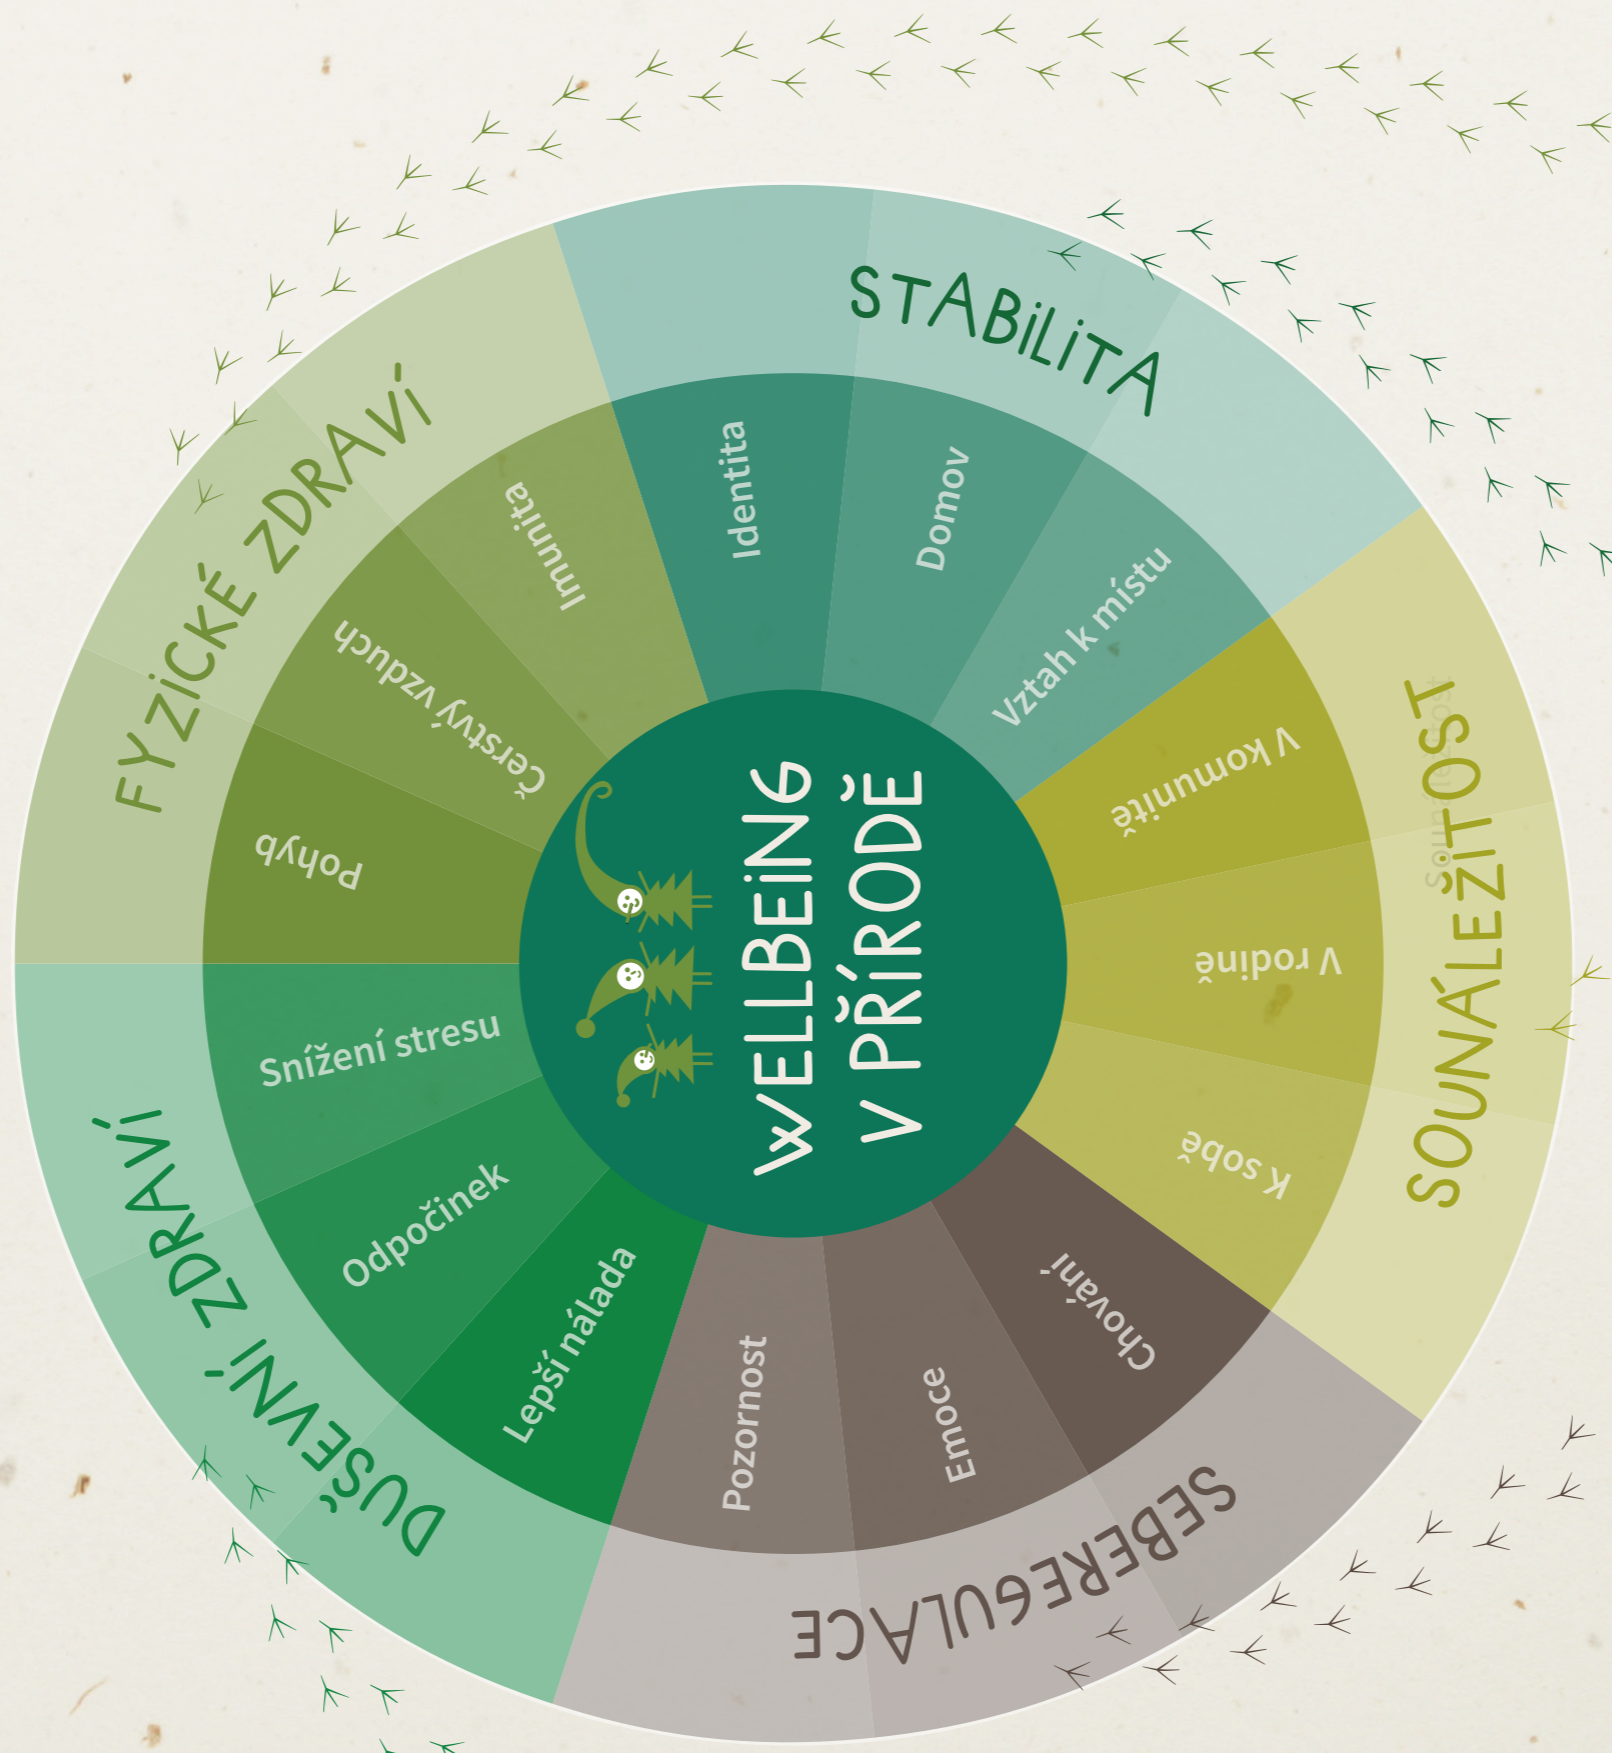 WELLBEING
V PŘÍRODĚ
STABILITA
Identita
Domov
Vztah k místu
SOUNÁLEŽITOST
V komunitě
V rodině
K sobě
SEBEREGULACE
Chování
Emoce
Pozornost
DUŠEVNÍ ZDRAVÍ
Lepší nálada
Odpočinek
Snížení stresu
FYZICKÉ ZDRAVÍ
Pohyb
Čerstvý vzduch
Imunita